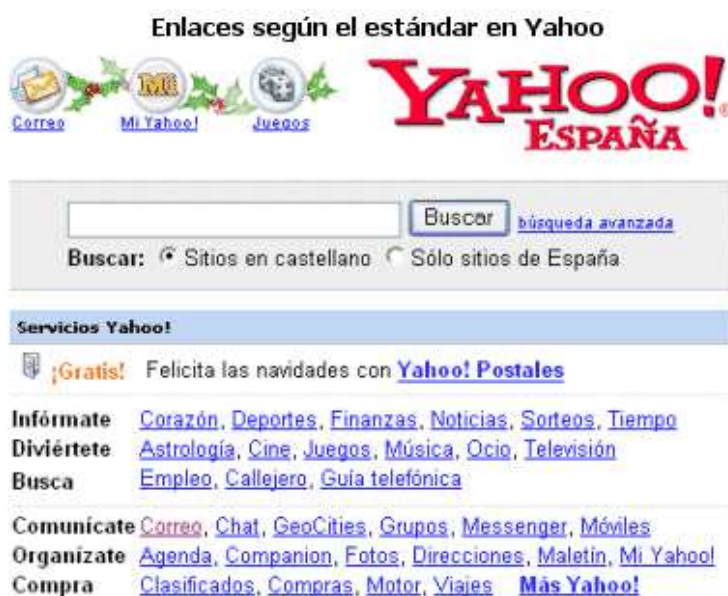 Enlaces según el estándar en Yahoo
Correo Mi Yahoo! Juegos
YAHOO!®
ESPAÑA
Buscar búsqueda avanzada
Buscar: Sitios en castellano Sólo sitios de España
Servicios Yahoo!
¡Gratis! Felicita las navidades con Yahoo! Postales
Infórmate Corazón, Deportes, Finanzas, Noticias, Sorteos, Tiempo
Diviértete Astrología, Cine, Juegos, Música, Ocio, Televisión
Busca Empleo, Callejero, Guía telefónica
Comunícate Correo, Chat, GeoCities, Grupos, Messenger, Móviles
Organízate Agenda, Companion, Fotos, Direcciones, Maletín, Mi Yahoo!
Compra Clasificados, Compras, Motor, Viajes Más Yahoo!